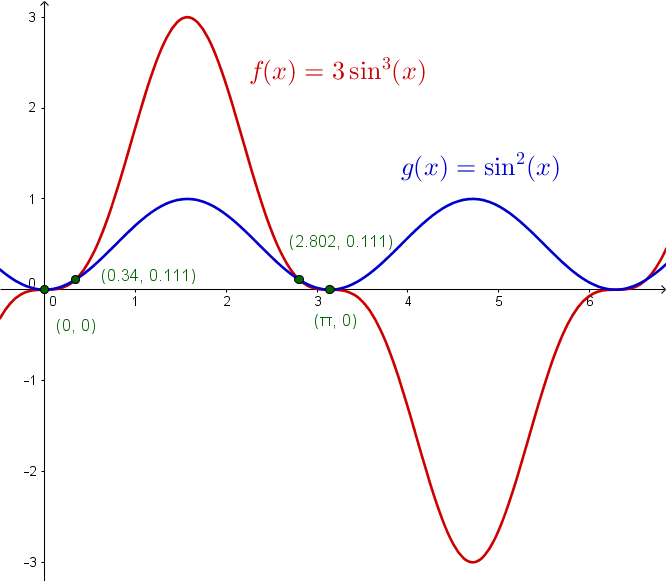 3
f(x) = 3 sin³(x)
2
g(x) = sin²(x)
1
(2.802, 0.111)
0
(0.34, 0.111)
0 1 2 3 4 5 6
(0, 0)
(π, 0)
-1
-2
-3